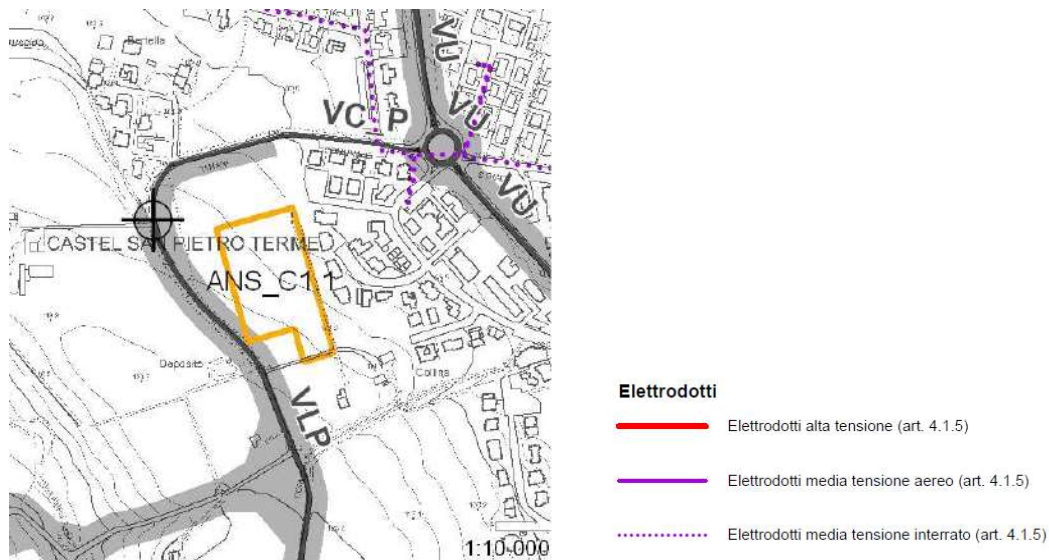 Bertella
VU
VC P
VU
VU
CASTEL SAN PIETRO TERME
ANS_C1.1
Deposito
Collina
VLP
1:10.000
Elettrodotti
Elettrodotti alta tensione (art. 4.1.5)
Elettrodotti media tensione aereo (art. 4.1.5)
Elettrodotti media tensione interrato (art. 4.1.5)